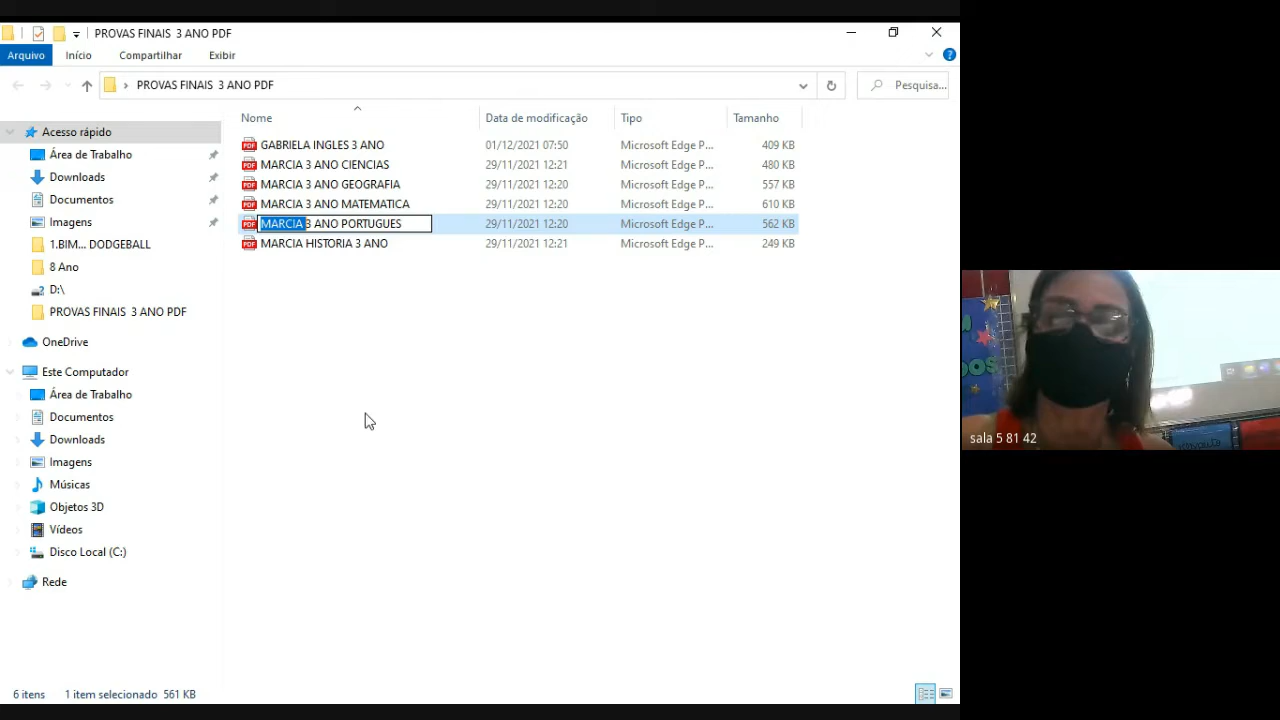 PROVAS FINAIS  3 ANO PDF
Arquivo Início Compartilhar Exibir
PROVAS FINAIS  3 ANO PDF Pesquisa...
Nome Data de modificação Tipo Tamanho
GABRIELA INGLES 3 ANO 01/12/2021 07:50 Microsoft Edge P... 409 KB
MARCIA 3 ANO CIENCIAS 29/11/2021 12:21 Microsoft Edge P... 480 KB
MARCIA 3 ANO GEOGRAFIA 29/11/2021 12:20 Microsoft Edge P... 557 KB
MARCIA 3 ANO MATEMATICA 29/11/2021 12:20 Microsoft Edge P... 610 KB
MARCIA 3 ANO PORTUGUES 29/11/2021 12:20 Microsoft Edge P... 562 KB
MARCIA HISTORIA 3 ANO 29/11/2021 12:21 Microsoft Edge P... 249 KB
Acesso rápido
Área de Trabalho
Downloads
Documentos
Imagens
1.BIM... DODGEBALL
8 Ano
D:\
PROVAS FINAIS  3 ANO PDF
OneDrive
Este Computador
Área de Trabalho
Documentos
Downloads
Imagens
Músicas
Objetos 3D
Vídeos
Disco Local (C:)
Rede
6 itens 1 item selecionado 561 KB
sala 5 81 42